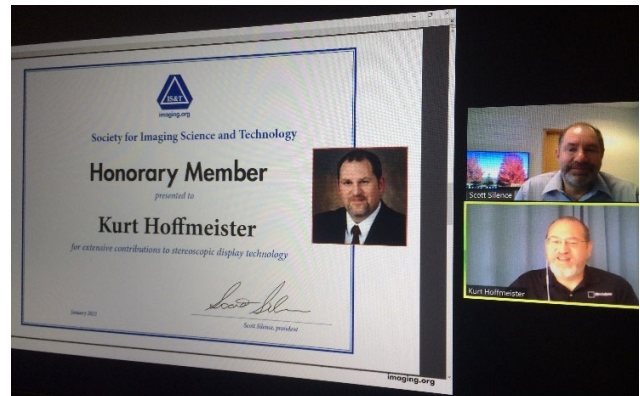 IS&T
imaging.org
Society for Imaging Science and Technology
Honorary Member
presented to
Kurt Hoffmeister
for extensive contributions to stereoscopic display technology
January 2022
Scott Silence, president
imaging.org
Scott Silence
Kurt Hoffmeister